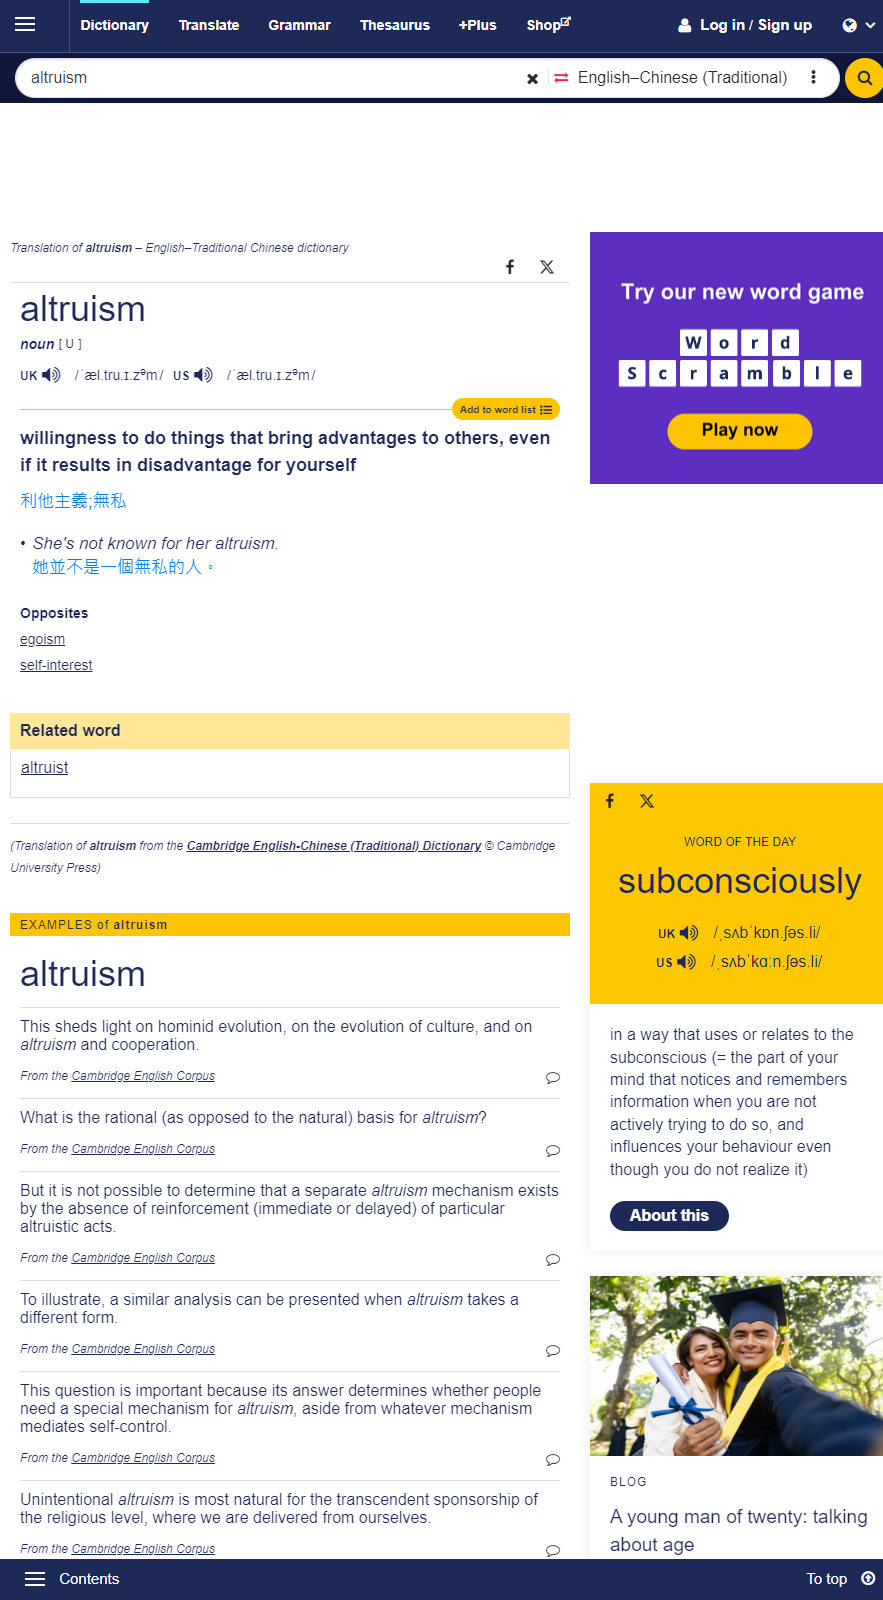 Dictionary Translate Grammar Thesaurus +Plus Shop Log in / Sign up
altruism English–Chinese (Traditional)
Translation of altruism – English–Traditional Chinese dictionary
altruism
noun [ U ]
UK /ˈæl.tru.ɪ.zᵊm/ US /ˈæl.tru.ɪ.zᵊm/
Add to word list
willingness to do things that bring advantages to others, even
if it results in disadvantage for yourself
利他主義;無私
• She's not known for her altruism.
她並不是一個無私的人。
Opposites
egoism
self-interest
Related word
altruist
(Translation of altruism from the Cambridge English-Chinese (Traditional) Dictionary © Cambridge
University Press)
EXAMPLES of altruism
altruism
This sheds light on hominid evolution, on the evolution of culture, and on
altruism and cooperation.
From the Cambridge English Corpus
What is the rational (as opposed to the natural) basis for altruism?
From the Cambridge English Corpus
But it is not possible to determine that a separate altruism mechanism exists
by the absence of reinforcement (immediate or delayed) of particular
altruistic acts.
From the Cambridge English Corpus
To illustrate, a similar analysis can be presented when altruism takes a
different form.
From the Cambridge English Corpus
This question is important because its answer determines whether people
need a special mechanism for altruism, aside from whatever mechanism
mediates self-control.
From the Cambridge English Corpus
Unintentional altruism is most natural for the transcendent sponsorship of
the religious level, where we are delivered from ourselves.
From the Cambridge English Corpus
Try our new word game
Word
Scramble
Play now
WORD OF THE DAY
subconsciously
UK /ˌsʌbˈkɒn.ʃəs.li/
US /ˌsʌbˈkɑːn.ʃəs.li/
in a way that uses or relates to the
subconscious (= the part of your
mind that notices and remembers
information when you are not
actively trying to do so, and
influences your behaviour even
though you do not realize it)
About this
BLOG
A young man of twenty: talking
about age
Contents To top